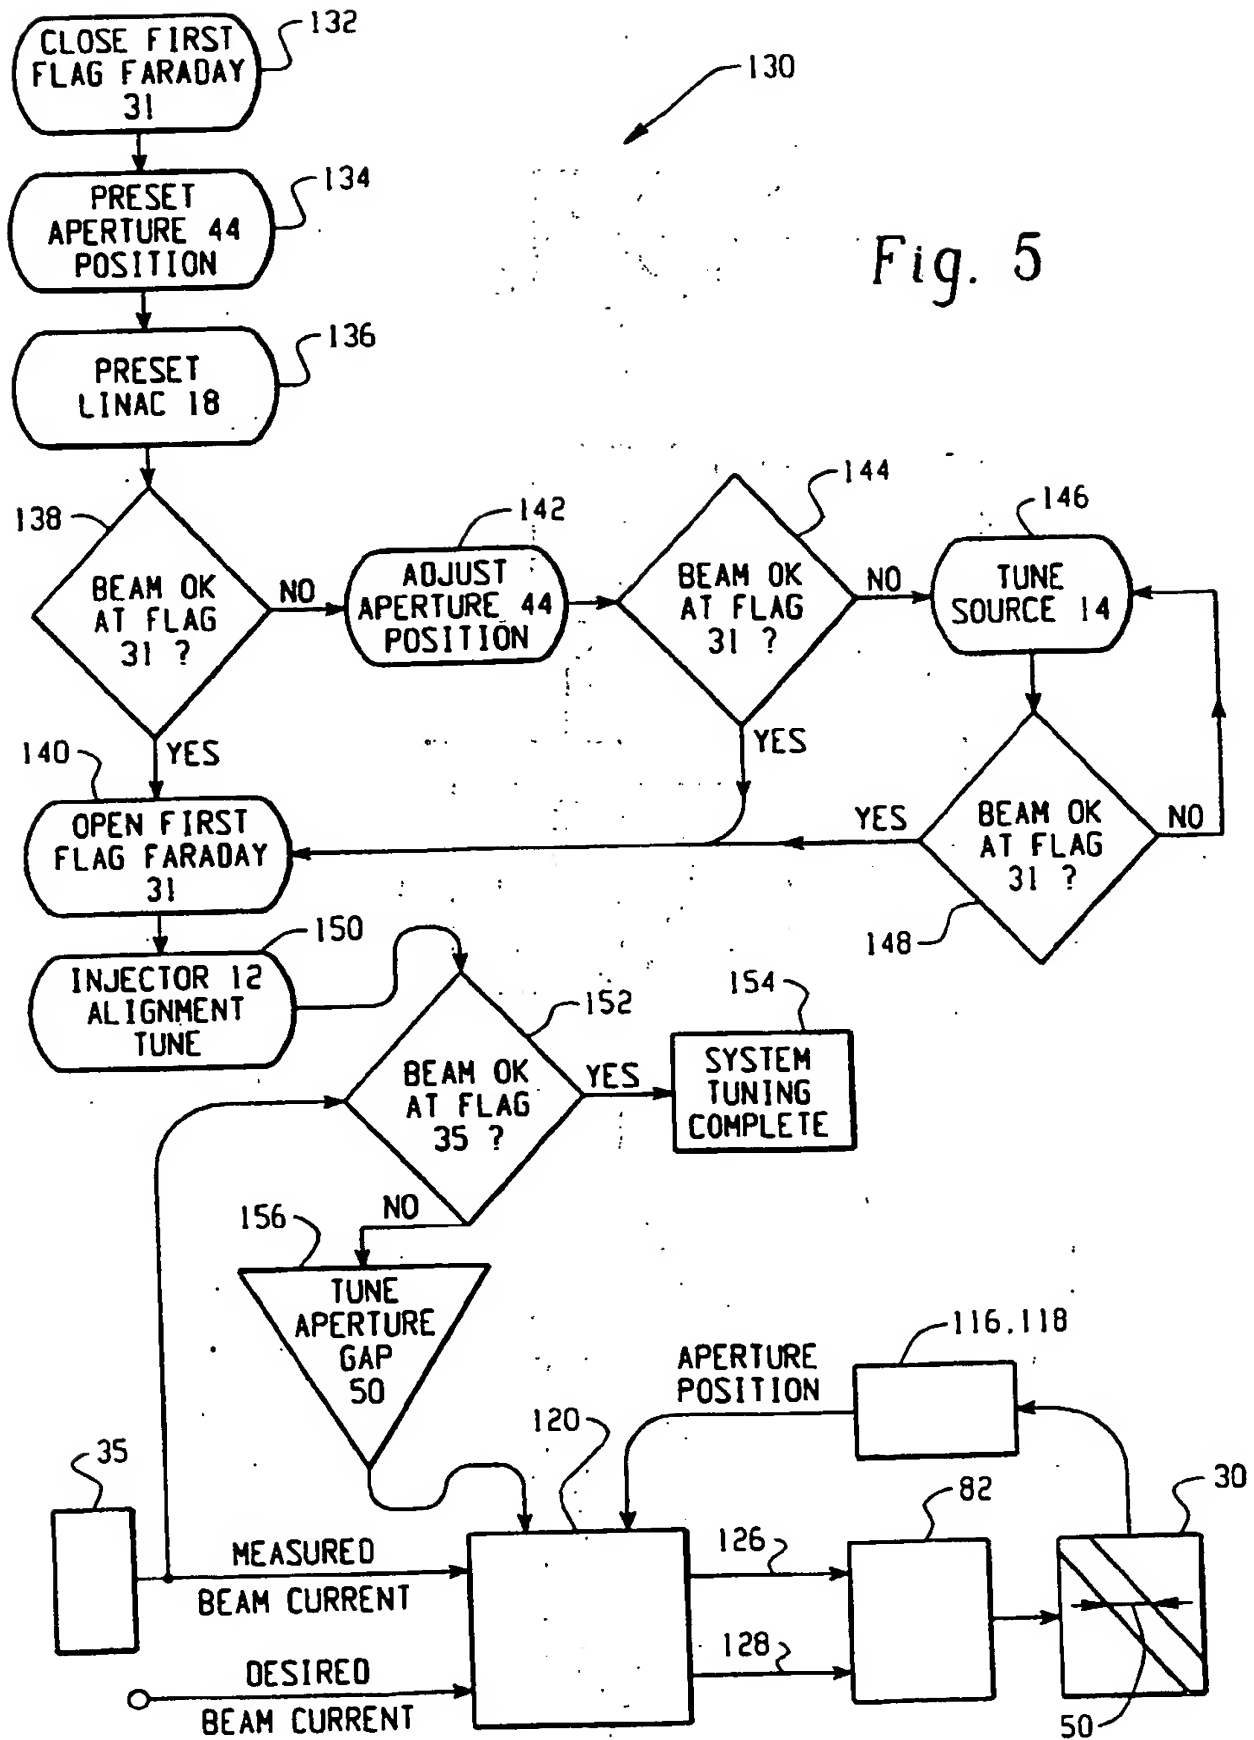 CLOSE FIRST
FLAG FARADAY
31
132
130
PRESET
APERTURE 44
POSITION
134
Fig. 5
PRESET
LINAC 18
136
138
BEAM OK
AT FLAG
31 ?
NO
YES
142
ADJUST
APERTURE 44
POSITION
144
BEAM OK
AT FLAG
31 ?
NO
YES
146
TUNE
SOURCE 14
BEAM OK
AT FLAG
31 ?
NO
YES
148
140
OPEN FIRST
FLAG FARADAY
31
150
INJECTOR 12
ALIGNMENT
TUNE
152
BEAM OK
AT FLAG
35 ?
YES
NO
154
SYSTEM
TUNING
COMPLETE
156
TUNE
APERTURE
GAP
50
116,118
APERTURE
POSITION
120
35
MEASURED
BEAM CURRENT
DESIRED
BEAM CURRENT
126
128
82
30
50